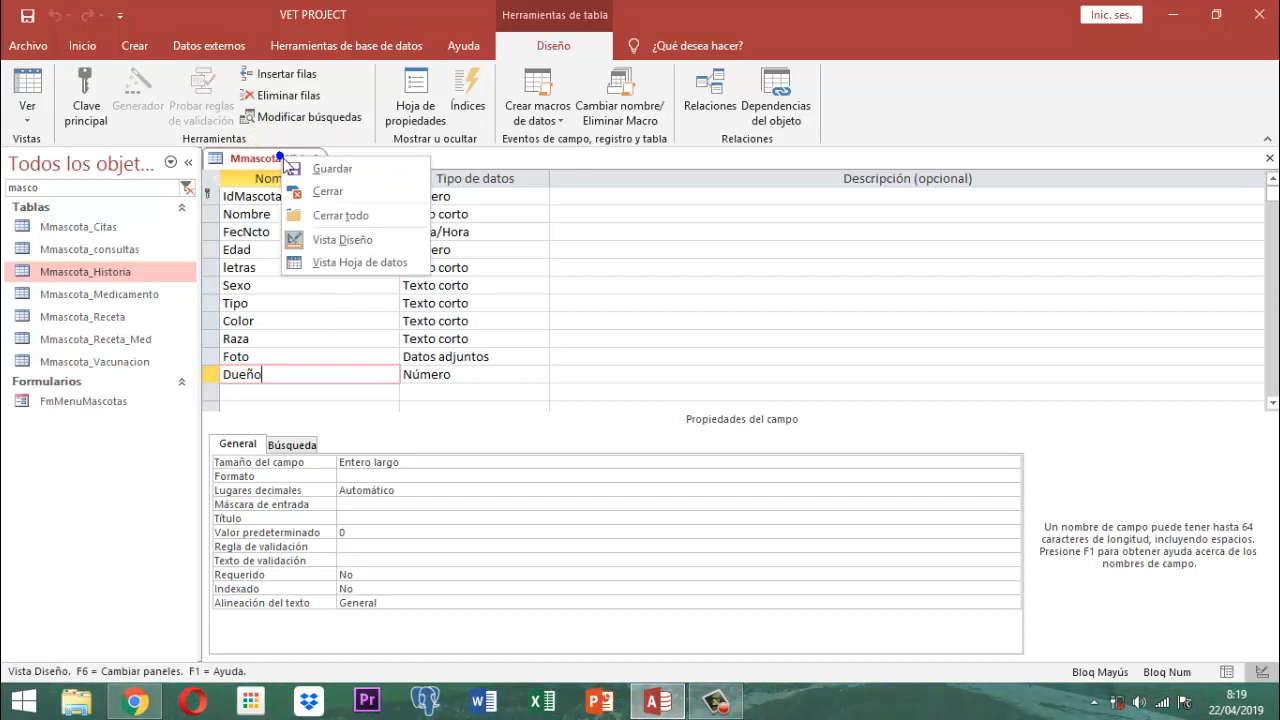 VET PROJECT
Herramientas de tabla
Inic. ses.
Archivo Inicio Crear Datos externos Herramientas de base de datos Ayuda Diseño ¿Qué desea hacer?
Ver
Vistas
Clave principal
Generador
Probar reglas de validación
Insertar filas
Eliminar filas
Modificar búsquedas
Herramientas
Hoja de propiedades
Índices
Mostrar u ocultar
Crear macros de datos
Cambiar nombre/ Eliminar Macro
Eventos de campo, registro y tabla
Relaciones
Dependencias del objeto
Relaciones
Todos los objet...
masco
Tablas
Mmascota_Citas
Mmascota_consultas
Mmascota_Historia
Mmascota_Medicamento
Mmascota_Receta
Mmascota_Receta_Med
Mmascota_Vacunacion
Formularios
FmMenuMascotas
Guardar
Cerrar
Cerrar todo
Vista Diseño
Vista Hoja de datos
Tipo de datos Descripción (opcional)
IdMascota
Nombre
FecNcto
Edad
letras
Sexo Texto corto
Tipo Texto corto
Color Texto corto
Raza Texto corto
Foto Datos adjuntos
Dueño Número
Propiedades del campo
General Búsqueda
Tamaño del campo Entero largo
Formato
Lugares decimales Automático
Máscara de entrada
Título
Valor predeterminado 0
Regla de validación
Texto de validación
Requerido No
Indexado No
Alineación del texto General
Un nombre de campo puede tener hasta 64
caracteres de longitud, incluyendo espacios.
Presione F1 para obtener ayuda acerca de los
nombres de campo.
Vista Diseño. F6 = Cambiar paneles. F1 = Ayuda. Bloq Mayús Bloq Num
8:19
22/04/2019